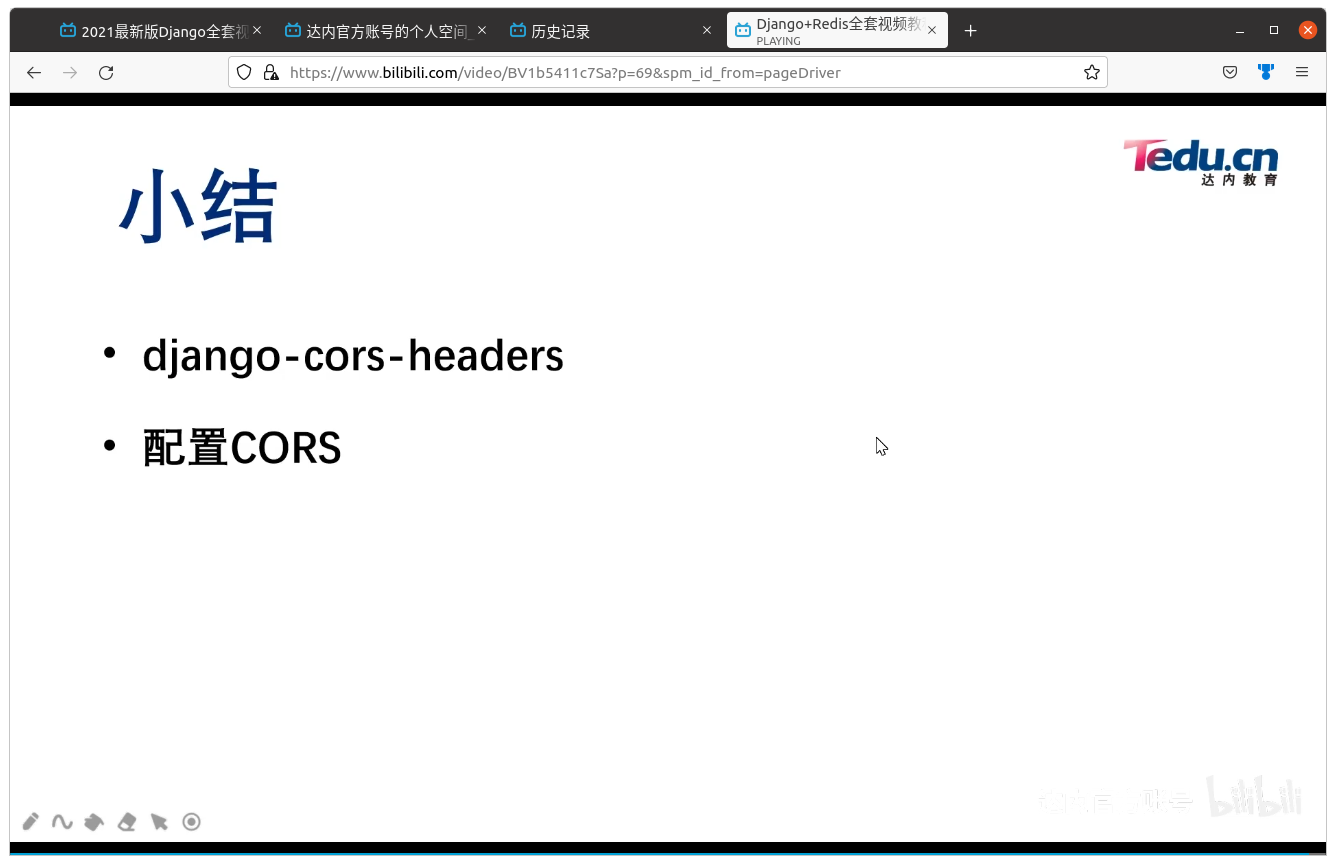 2021最新版Django全套视
达内官方账号的个人空间_
历史记录
Django+Redis全套视频教
PLAYING
https://www.bilibili.com/video/BV1b5411c7Sa?p=69&spm_id_from=pageDriver
Tedu.cn
达内教育
小结
• django-cors-headers
• 配置CORS
bilibili